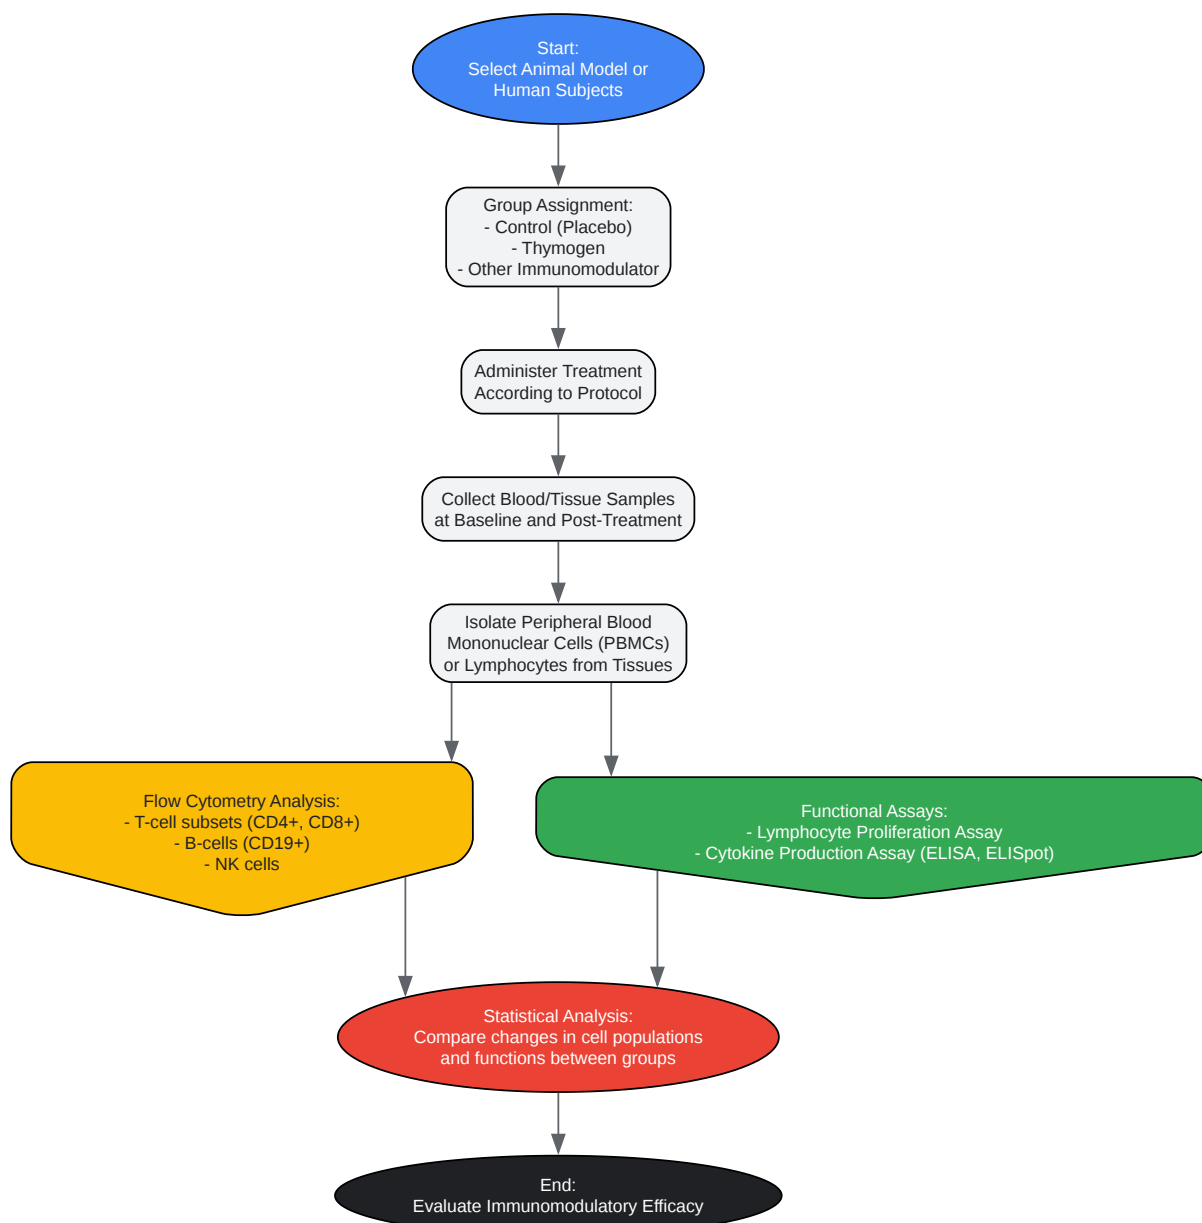 Start:
Select Animal Model or
Human Subjects
Group Assignment:
- Control (Placebo)
- Thymogen
- Other Immunomodulator
Administer Treatment
According to Protocol
Collect Blood/Tissue Samples
at Baseline and Post-Treatment
Isolate Peripheral Blood
Mononuclear Cells (PBMCs)
or Lymphocytes from Tissues
Flow Cytometry Analysis:
- T-cell subsets (CD4+, CD8+)
- B-cells (CD19+)
- NK cells
Functional Assays:
- Lymphocyte Proliferation Assay
- Cytokine Production Assay (ELISA, ELISpot)
Statistical Analysis:
Compare changes in cell populations
and functions between groups
End:
Evaluate Immunomodulatory Efficacy